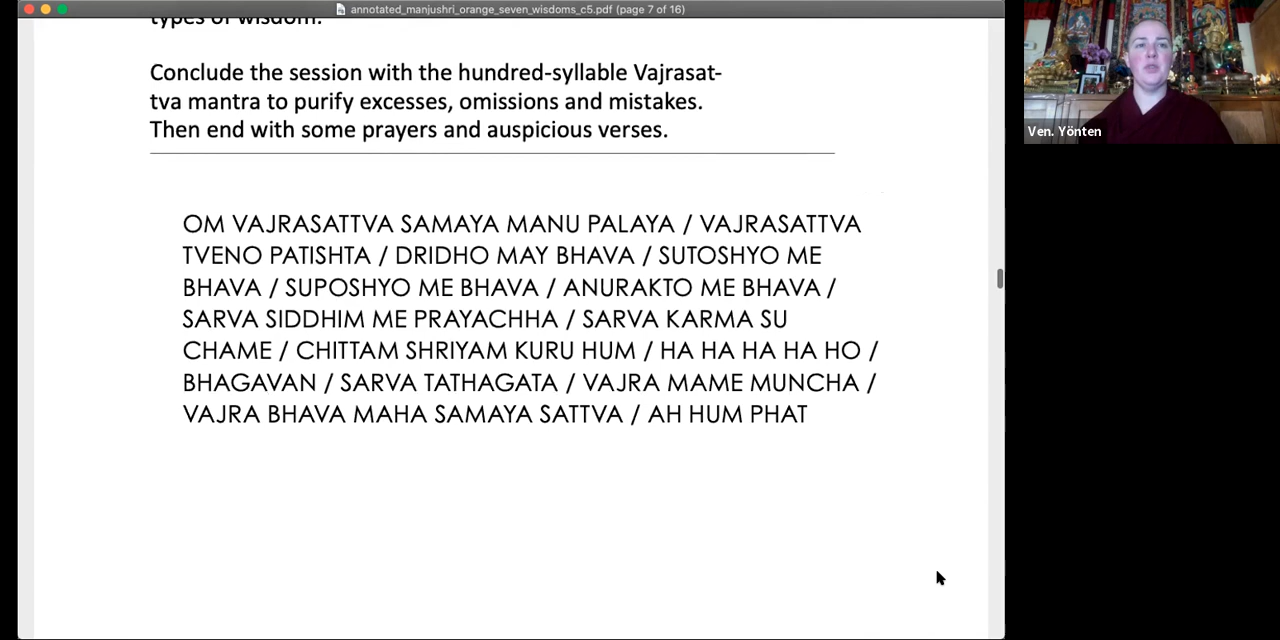 annotated_manjushri_orange_seven_wisdoms_c5.pdf (page 7 of 16)
types of wisdom.
Conclude the session with the hundred-syllable Vajrasat-
tva mantra to purify excesses, omissions and mistakes.
Then end with some prayers and auspicious verses.
OM VAJRASATTVA SAMAYA MANU PALAYA / VAJRASATTVA
TVENO PATISHTA / DRIDHO MAY BHAVA / SUTOSHYO ME
BHAVA / SUPOSHYO ME BHAVA / ANURAKTO ME BHAVA /
SARVA SIDDHIM ME PRAYACHHA / SARVA KARMA SU
CHAME / CHITTAM SHRIYAM KURU HUM / HA HA HA HA HO /
BHAGAVAN / SARVA TATHAGATA / VAJRA MAME MUNCHA /
VAJRA BHAVA MAHA SAMAYA SATTVA / AH HUM PHAT
Ven. Yönten